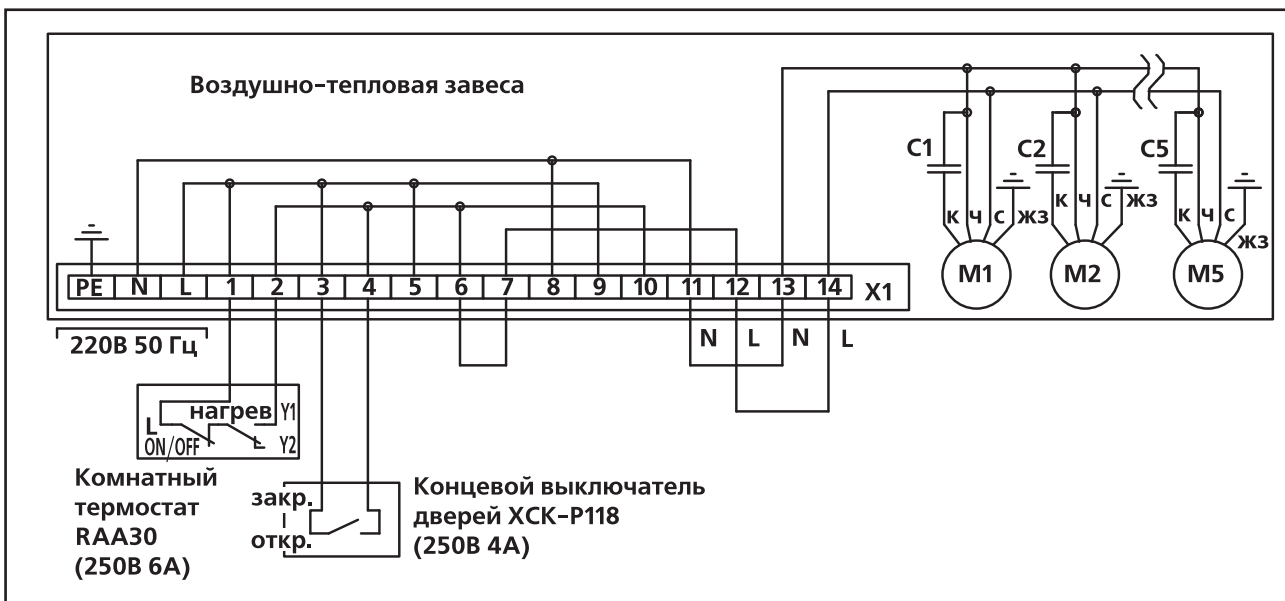 Воздушно-тепловая завеса
C1 C2 C5
К Ч С ЖЗ К Ч С ЖЗ К Ч С ЖЗ
M1 M2 M5
PE N L 1 2 3 4 5 6 7 8 9 10 11 12 13 14 X1
220В 50 Гц
N L N L
нагрев Y1
L
ON/OFF Y2
Комнатный
термостат
RAA30
(250В 6А)
закр.
откр.
Концевой выключатель
дверей XCK-P118
(250В 4А)